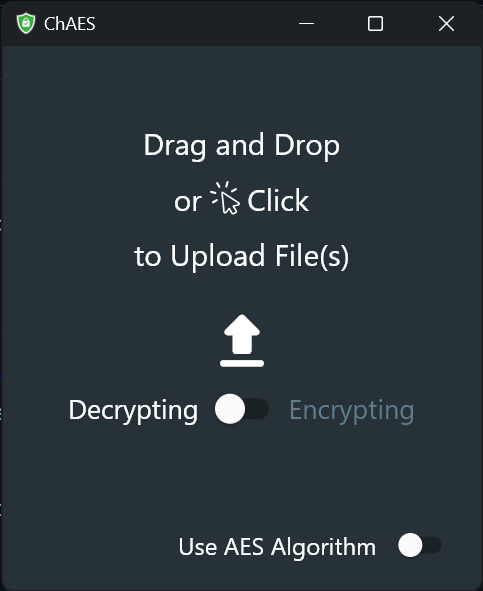 ChAES
Drag and Drop
or Click
to Upload File(s)
Decrypting Encrypting
Use AES Algorithm